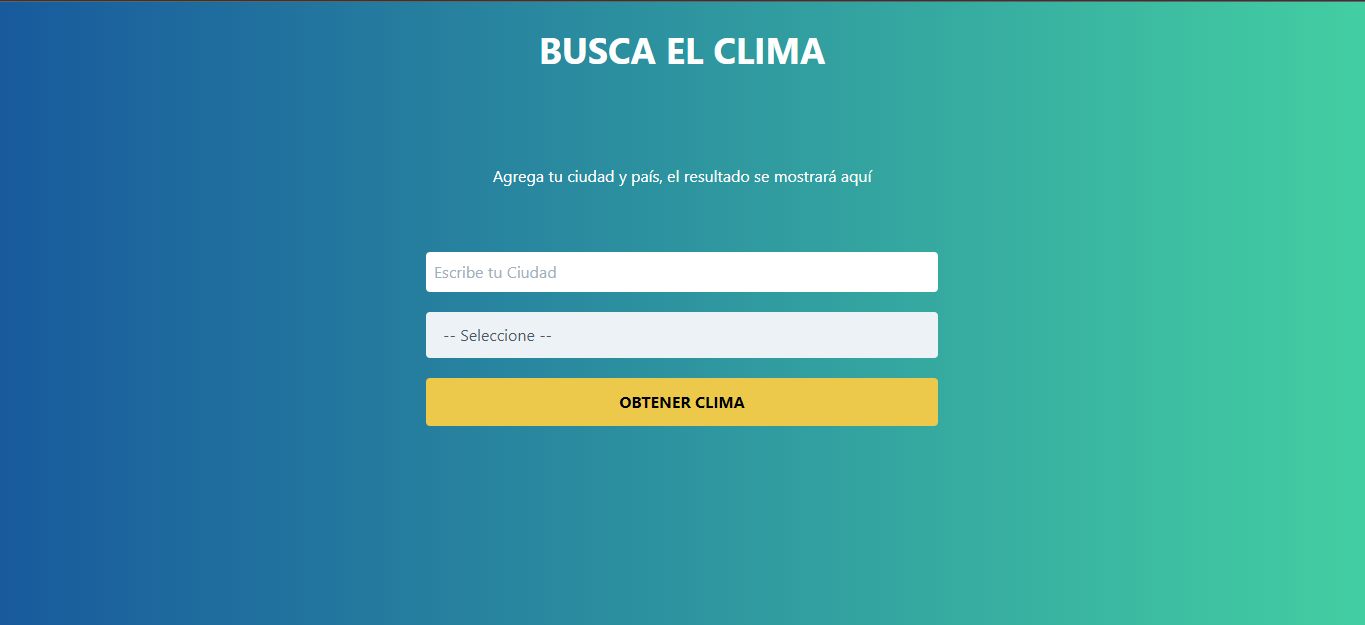 BUSCA EL CLIMA
Agrega tu ciudad y país, el resultado se mostrará aquí
Escribe tu Ciudad
-- Seleccione --
OBTENER CLIMA